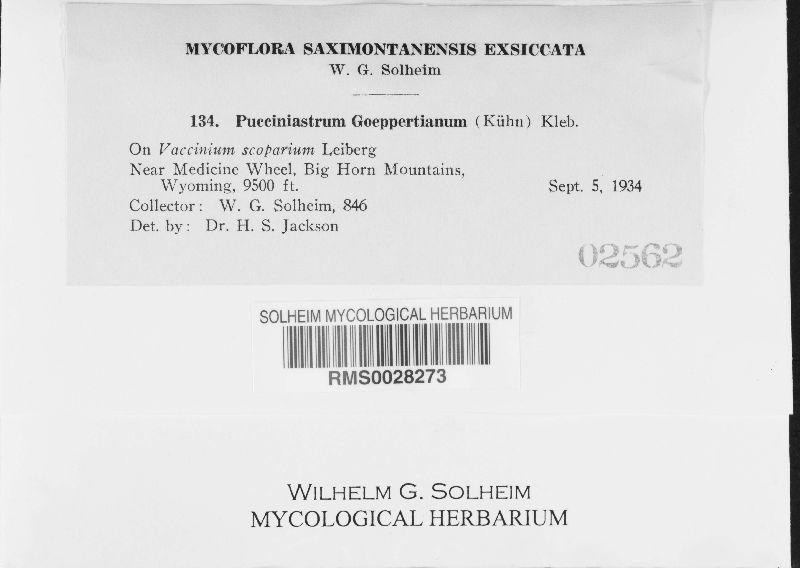 MYCOFLORA SAXIMONTANENSIS EXSICCATA
W. G. Solheim
134. Pucciniastrum Goeppertianum (Kühn) Kleb.
On Vaccinium scoparium Leiberg
Near Medicine Wheel, Big Horn Mountains,
Wyoming, 9500 ft. Sept. 5, 1934
Collector: W. G. Solheim, 846
Det. by: Dr. H. S. Jackson
02562
SOLHEIM MYCOLOGICAL HERBARIUM
RMS0028273
WILHELM G. SOLHEIM
MYCOLOGICAL HERBARIUM